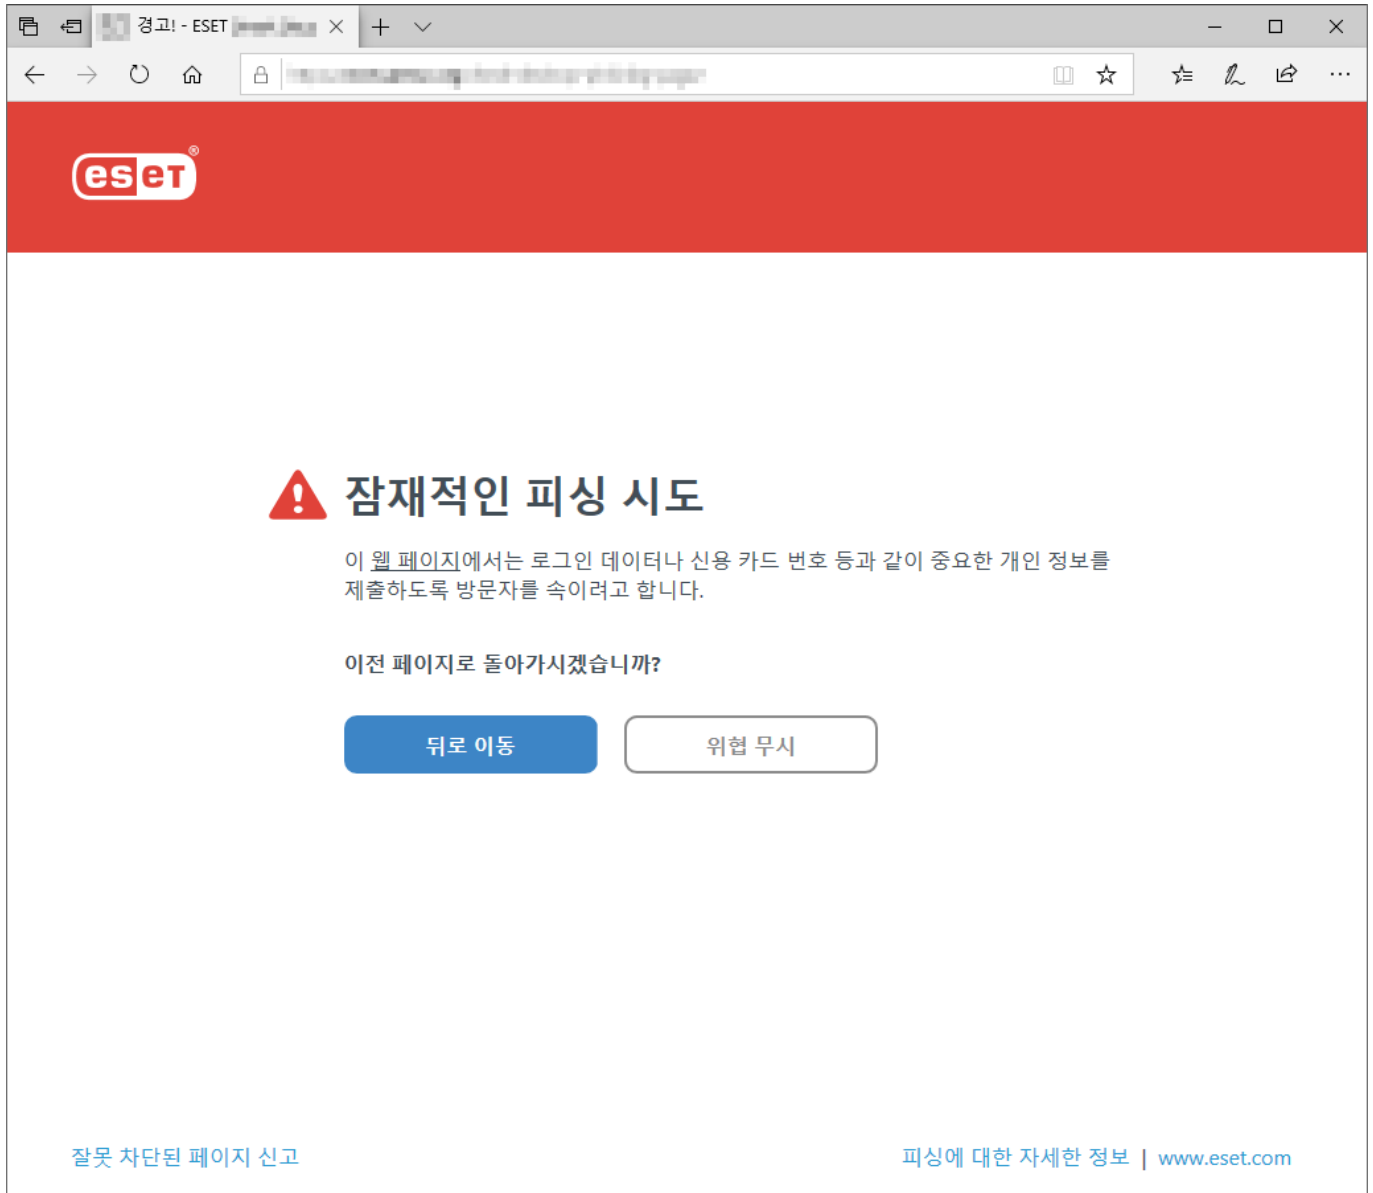 경고! - ESET
eseT®
잠재적인 피싱 시도
이 웹 페이지에서는 로그인 데이터나 신용 카드 번호 등과 같이 중요한 개인 정보를
제출하도록 방문자를 속이려고 합니다.
이전 페이지로 돌아가시겠습니까?
뒤로 이동
위협 무시
잘못 차단된 페이지 신고
피싱에 대한 자세한 정보 | www.eset.com